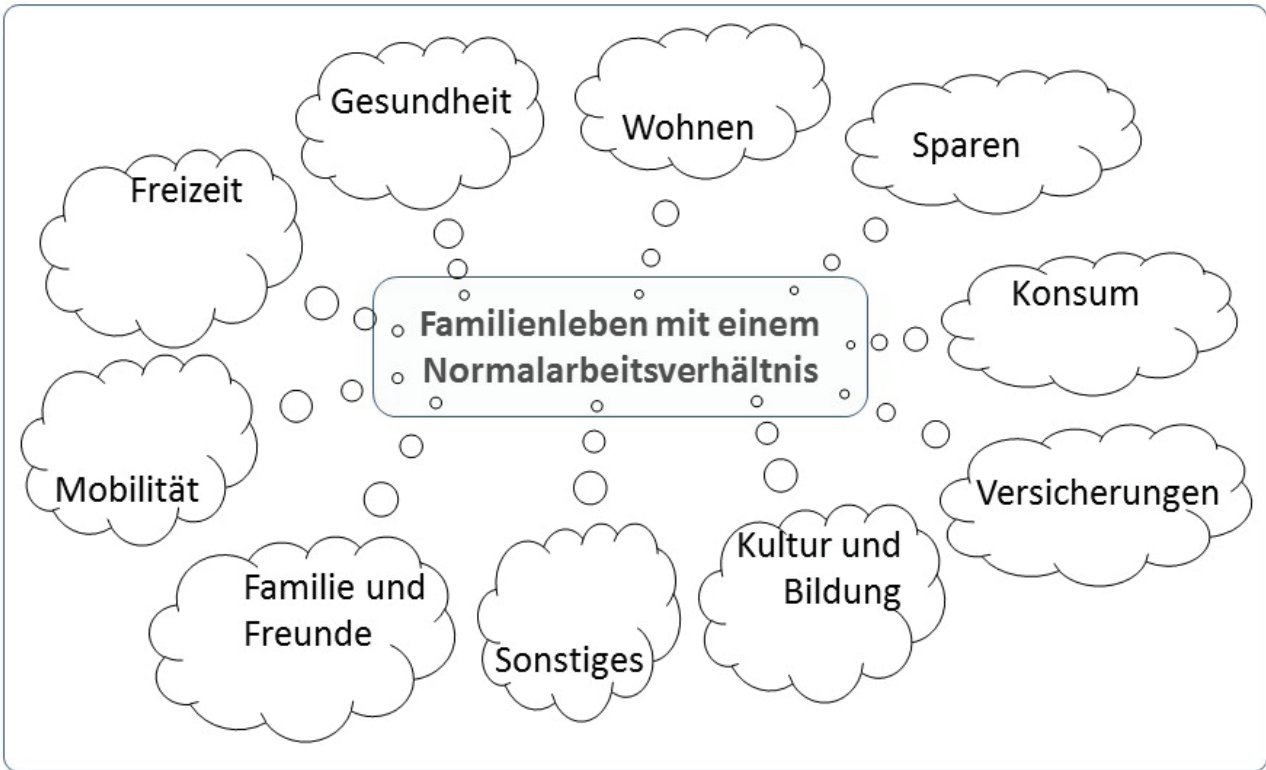 Gesundheit
Wohnen
Sparen
Freizeit
Konsum
Familienleben mit einem
Normalarbeitsverhältnis
Mobilität
Versicherungen
Familie und
Freunde
Sonstiges
Kultur und
Bildung